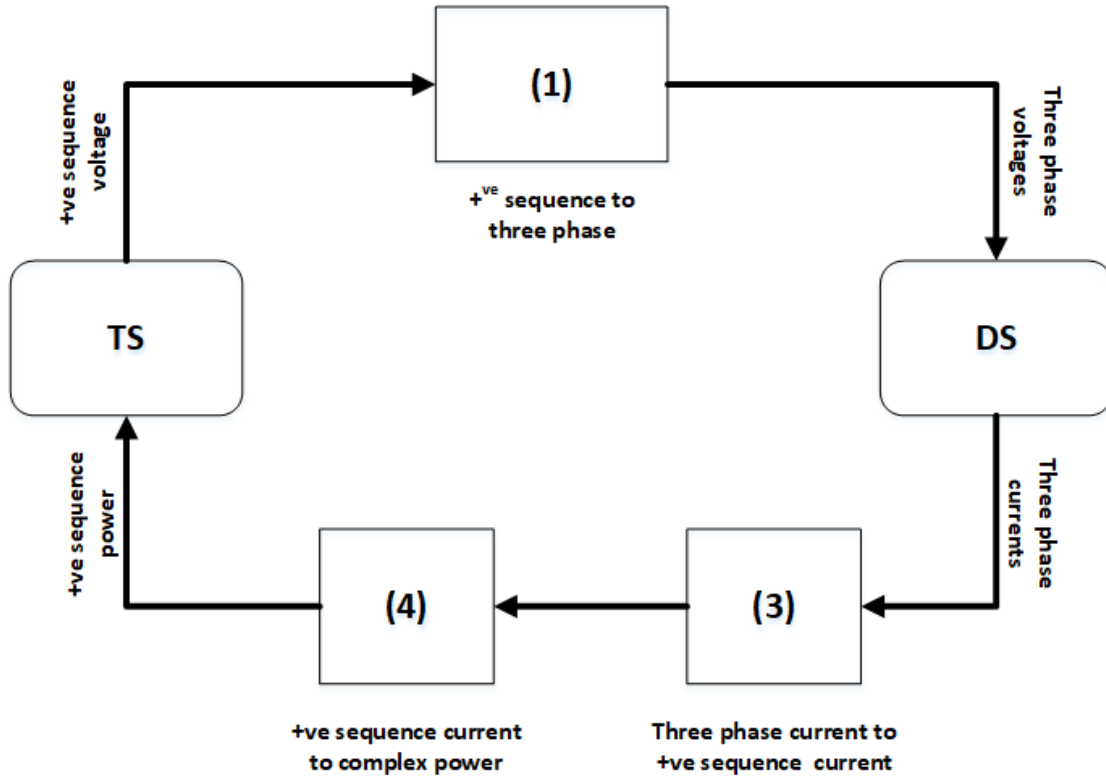 (1)
+ve sequence to
three phase
+ve sequence
voltage
Three phase
voltages
TS
DS
+ve sequence
power
Three phase
currents
(4)
(3)
+ve sequence current
to complex power
Three phase current to
+ve sequence current